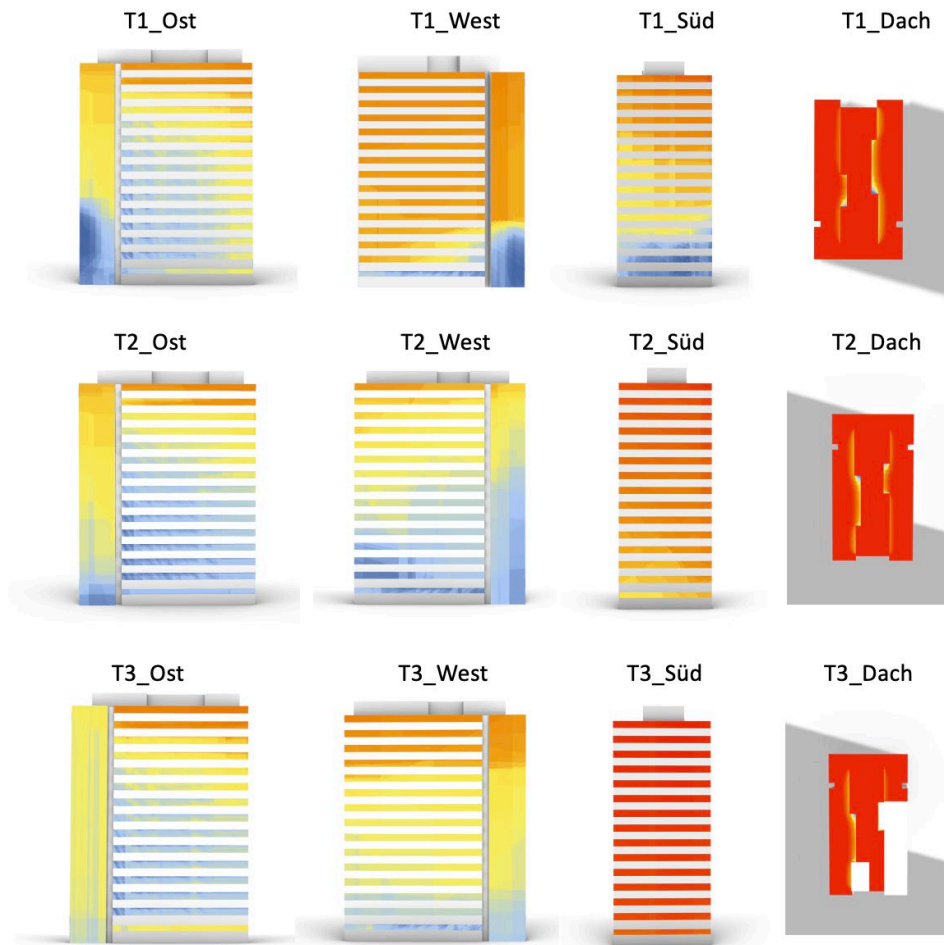 T1_Ost
T1_West
T1_Süd
T1_Dach
T2_Ost
T2_West
T2_Süd
T2_Dach
T3_Ost
T3_West
T3_Süd
T3_Dach